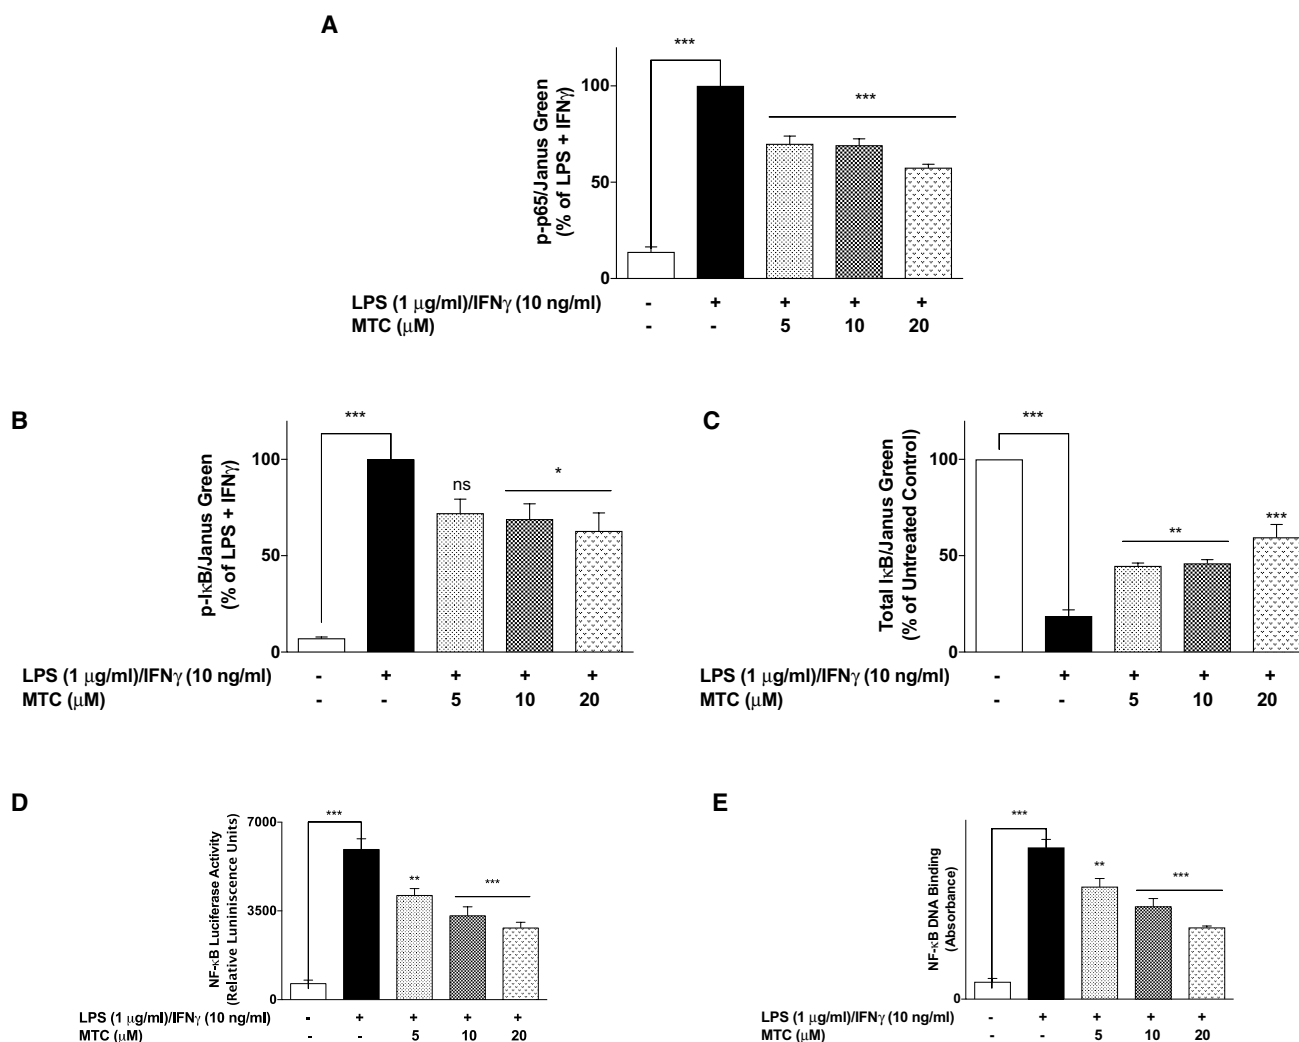 A
***
***
p-p65/Janus Green
(% of LPS + IFNγ)
100
50
0
LPS (1 μg/ml)/IFNγ (10 ng/ml) - + + + +
MTC (μM) - - 5 10 20
B
***
ns
*
p-IκB/Janus Green
(% of LPS + IFNγ)
100
50
0
LPS (1 μg/ml)/IFNγ (10 ng/ml) - + + + +
MTC (μM) - - 5 10 20
C
***
**
***
Total IκB/Janus Green
(% of Untreated Control)
100
50
0
LPS (1 μg/ml)/IFNγ (10 ng/ml) - + + + +
MTC (μM) - - 5 10 20
D
***
**
***
NF-κB Luciferase Activity
(Relative Luminiscence Units)
7000
3500
0
LPS (1 μg/ml)/IFNγ (10 ng/ml) - + + + +
MTC (μM) - - 5 10 20
E
***
**
***
NF-κB DNA Binding
(Absorbance)
0
LPS (1 μg/ml)/IFNγ (10 ng/ml) - + + + +
MTC (μM) - - 5 10 20